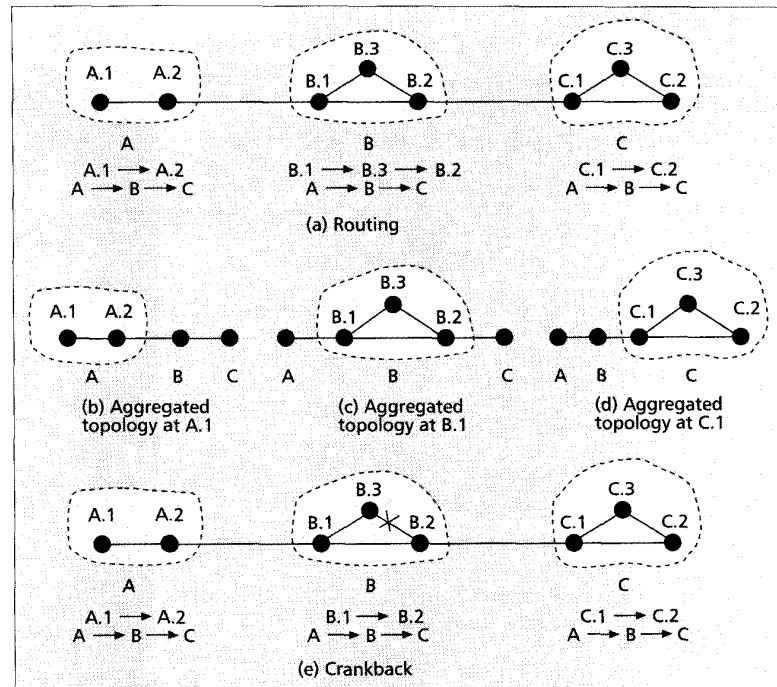 A.1 A.2
B.3
B.1 B.2
C.3
C.1 C.2
A B C
A.1 → A.2
A → B → C
B.1 → B.3 → B.2
A → B → C
C.1 → C.2
A → B → C
(a) Routing
A.1 A.2
A B C
(b) Aggregated
topology at A.1
B.3
B.1 B.2
A B C
(c) Aggregated
topology at B.1
C.3
C.1 C.2
A B C
(d) Aggregated
topology at C.1
A.1 A.2
B.3
B.1 B.2
C.3
C.1 C.2
A B C
A.1 → A.2
A → B → C
B.1 → B.2
A → B → C
C.1 → C.2
A → B → C
(e) Crankback